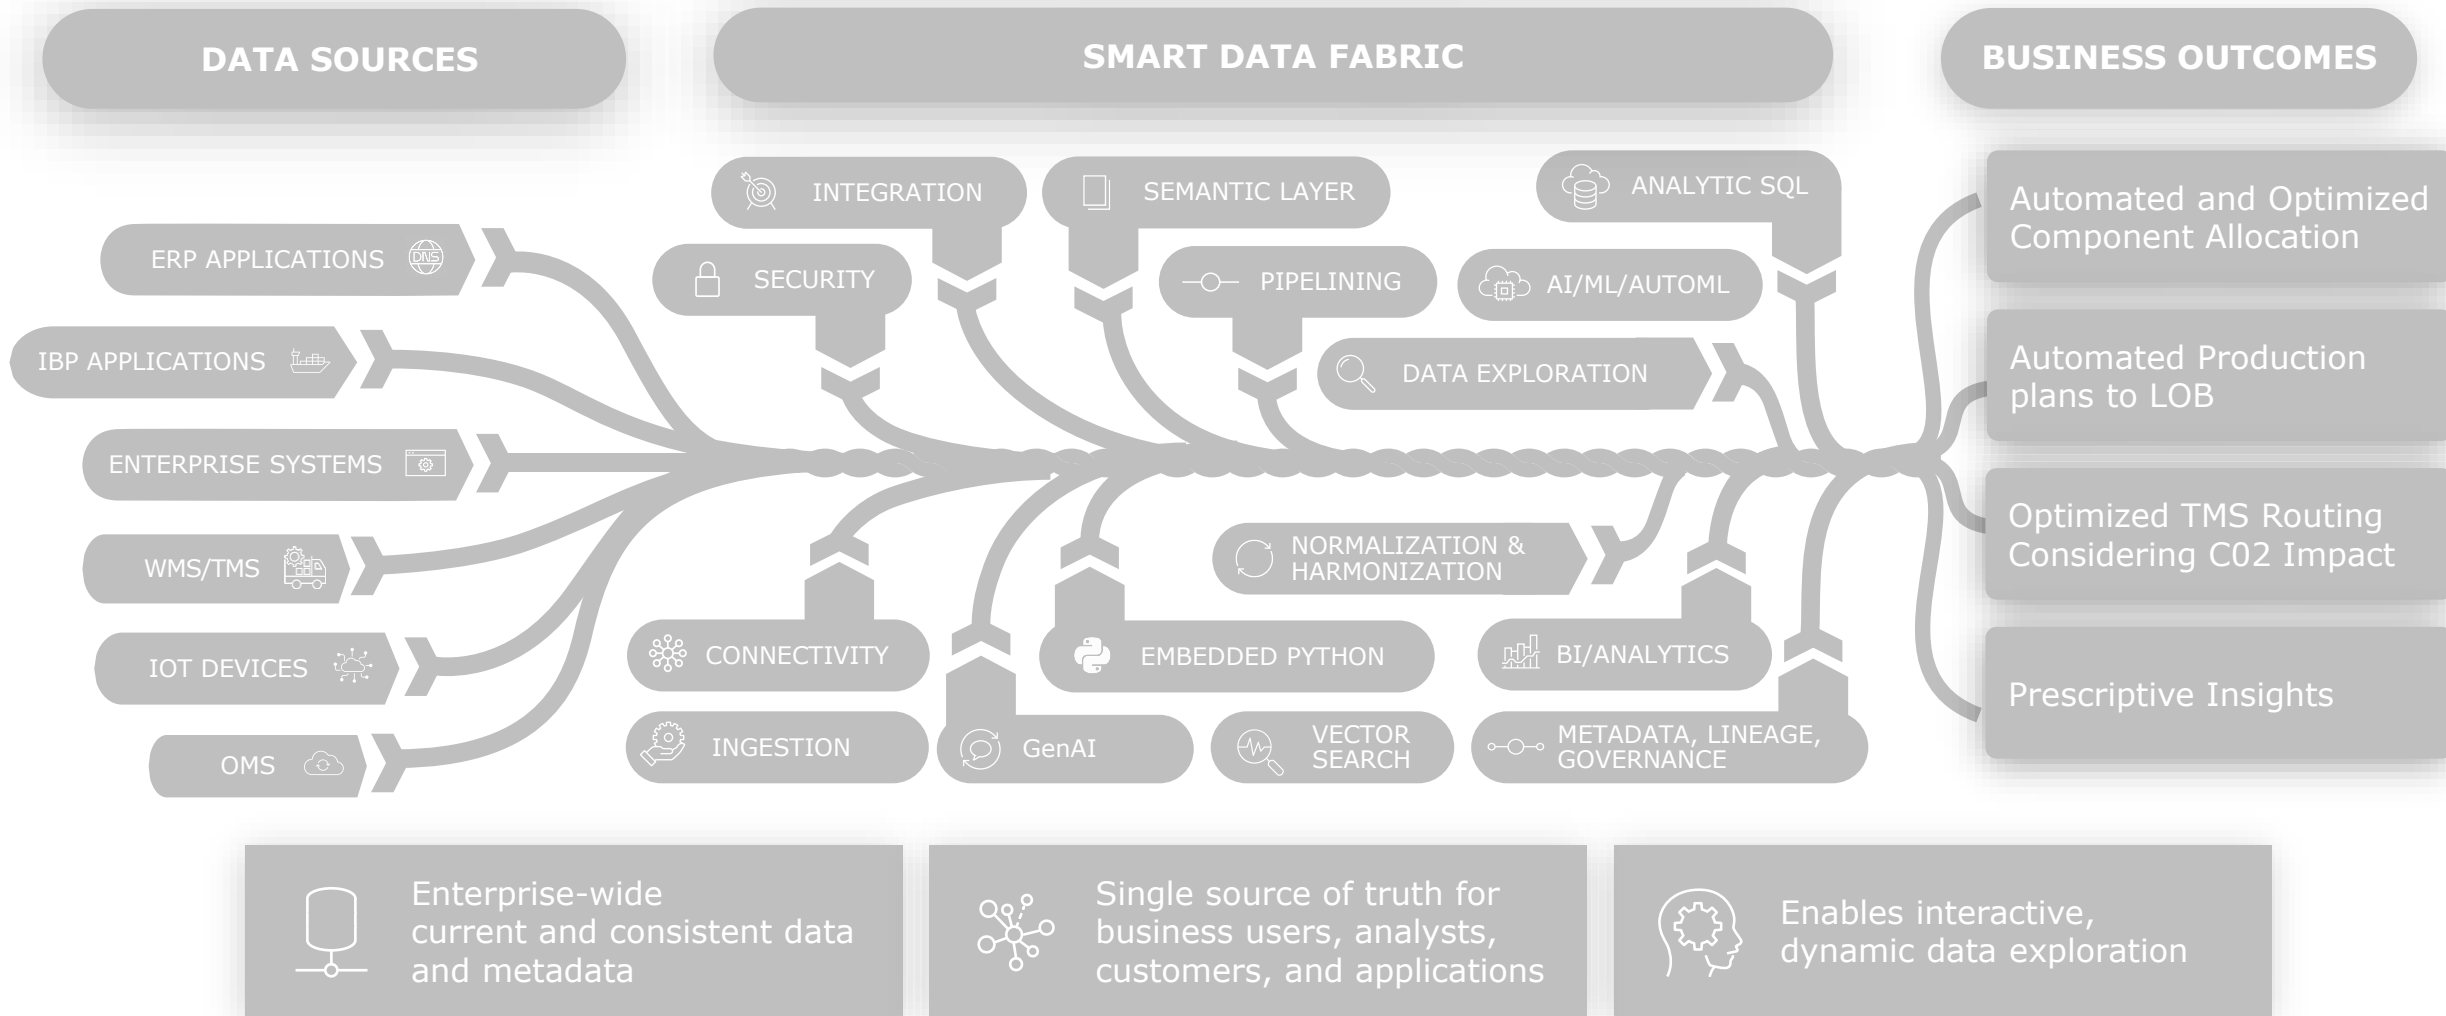 DATA SOURCES
SMART DATA FABRIC
BUSINESS OUTCOMES
ERP APPLICATIONS
DNS
IBP APPLICATIONS
ENTERPRISE SYSTEMS
WMS/TMS
IOT DEVICES
OMS
INTEGRATION
SEMANTIC LAYER
ANALYTIC SQL
SECURITY
PIPELINING
AI/ML/AUTOML
DATA EXPLORATION
NORMALIZATION &
HARMONIZATION
CONNECTIVITY
EMBEDDED PYTHON
BI/ANALYTICS
INGESTION
GenAI
VECTOR
SEARCH
METADATA, LINEAGE,
GOVERNANCE
Automated and Optimized
Component Allocation
Automated Production
plans to LOB
Optimized TMS Routing
Considering C02 Impact
Prescriptive Insights
Enterprise-wide
current and consistent data
and metadata
Single source of truth for
business users, analysts,
customers, and applications
Enables interactive,
dynamic data exploration